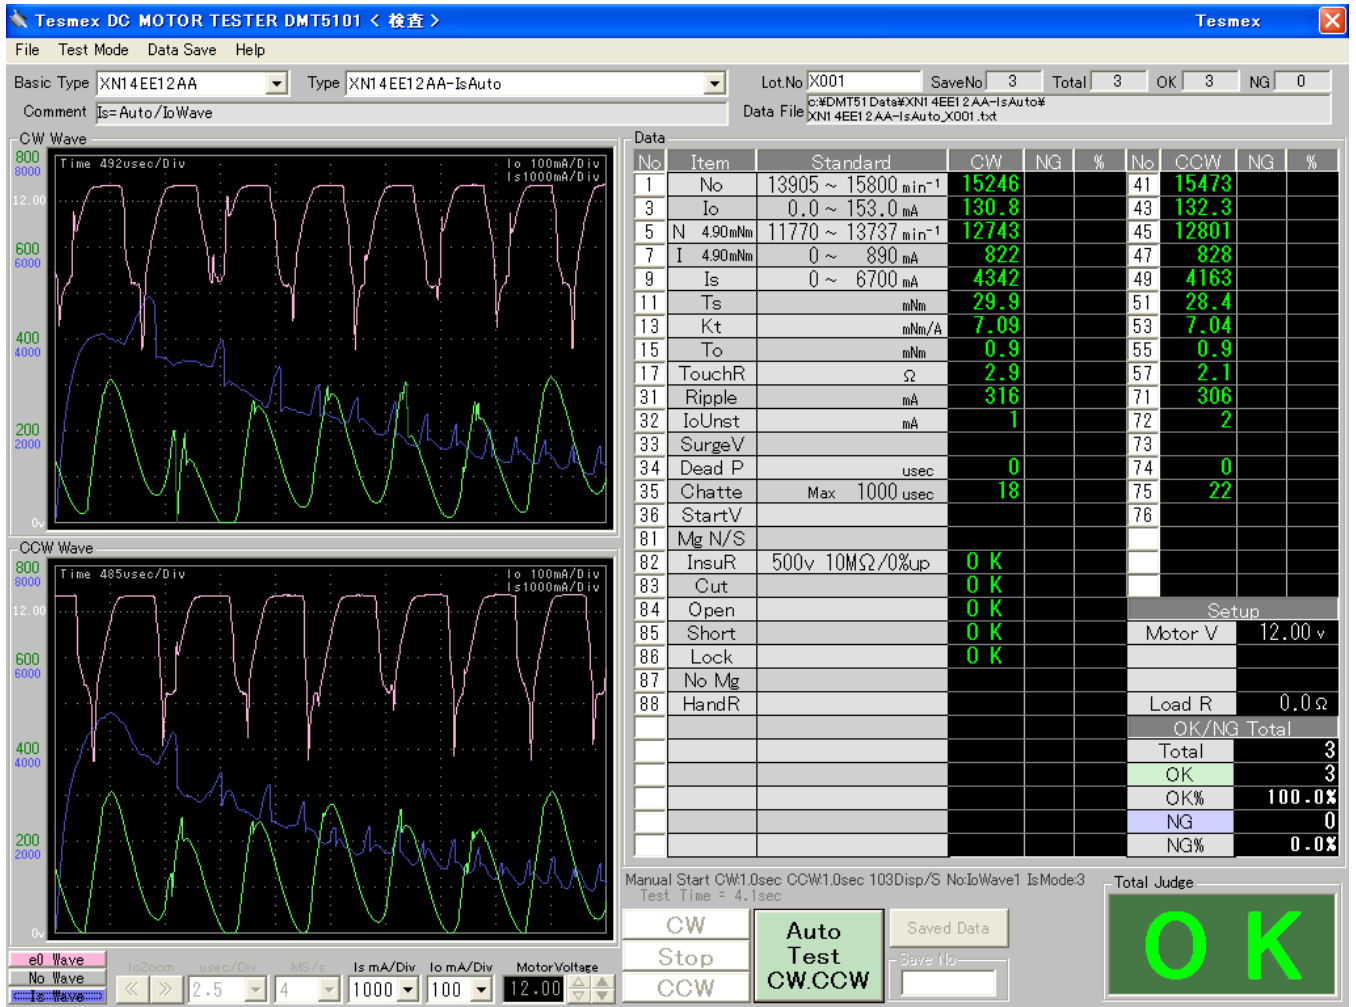 Tesmex DC MOTOR TESTER DMT5101 < 検査 > Tesmex
File Test Mode Data Save Help
Basic Type XN14EE12AA Type XN14EE12AA-IsAuto Lot.No X001 SaveNo 3 Total 3 OK 3 NG 0
Comment Is=Auto/IoWave Data File c:¥DMT51Data¥XN14EE12AA-IsAuto¥
XN14EE12AA-IsAuto_X001.txt
CW Wave
800
8000
Time 492usec/Div Io 100mA/Div
Is1000mA/Div
12.00
600
6000
400
4000
200
2000
0v
CCW Wave
800
8000
Time 485usec/Div Io 100mA/Div
Is1000mA/Div
12.00
600
6000
400
4000
200
2000
0v
Data
No Item Standard CW NG % No CCW NG %
1 No 13905 ~ 15800 min-1 15246 41 15473
3 Io 0.0 ~ 153.0 mA 130.8 43 132.3
5 N 4.90mNm 11770 ~ 13737 min-1 12743 45 12801
7 I 4.90mNm 0 ~ 890 mA 822 47 828
9 Is 0 ~ 6700 mA 4342 49 4163
11 Ts mNm 29.9 51 28.4
13 Kt mNm/A 7.09 53 7.04
15 To mNm 0.9 55 0.9
17 TouchR Ω 2.9 57 2.1
31 Ripple mA 316 71 306
32 IoUnst mA 1 72 2
33 SurgeV 73
34 Dead P usec 0 74 0
35 Chatte Max 1000 usec 18 75 22
36 StartV 76
81 Mg N/S
82 InsuR 500v 10MΩ/0%up O K
83 Cut O K
84 Open O K
85 Short O K
86 Lock O K
87 No Mg
88 HandR
Setup
Motor V 12.00 v
Load R 0.0 Ω
OK/NG Total
Total 3
OK 3
OK% 100.0%
NG 0
NG% 0.0%
Manual Start CW:1.0sec CCW:1.0sec 103Disp/S No:IoWave1 IsMode:3
Test Time = 4.1sec
CW
Stop
CCW
Auto
Test
CW.CCW
Saved Data
Save No
Total Judge
O K
e0 Wave
No Wave
Is Wave
IoZoom usec/Div MS/s Is mA/Div Io mA/Div MotorVoltage
<< >> 2.5 4 1000 100 12.00